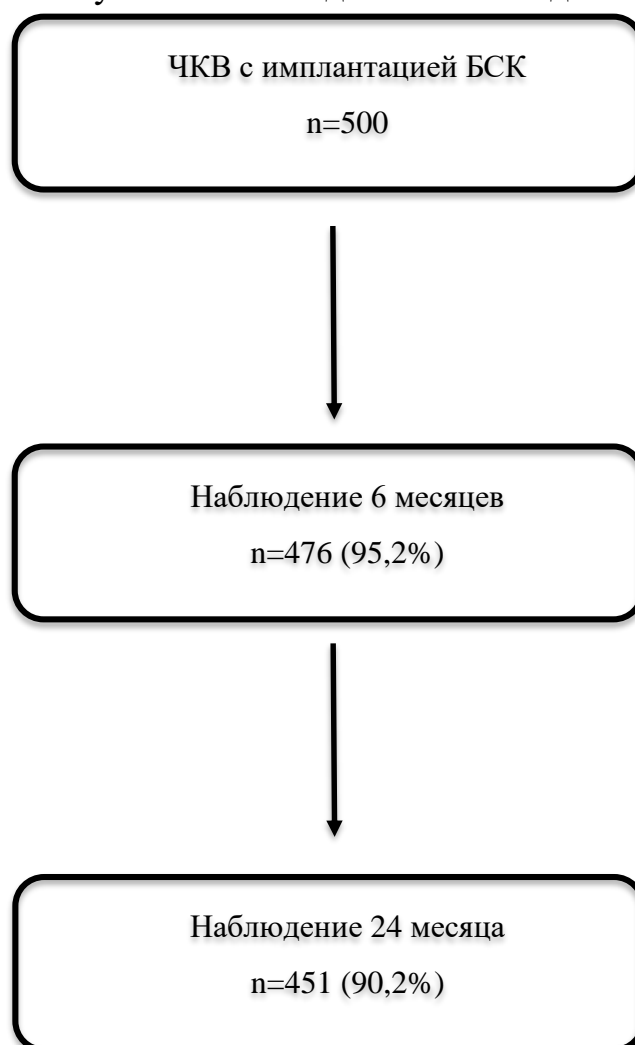 ЧКВ с имплантацией БСК
n=500
Наблюдение 6 месяцев
n=476 (95,2%)
Наблюдение 24 месяца
n=451 (90,2%)